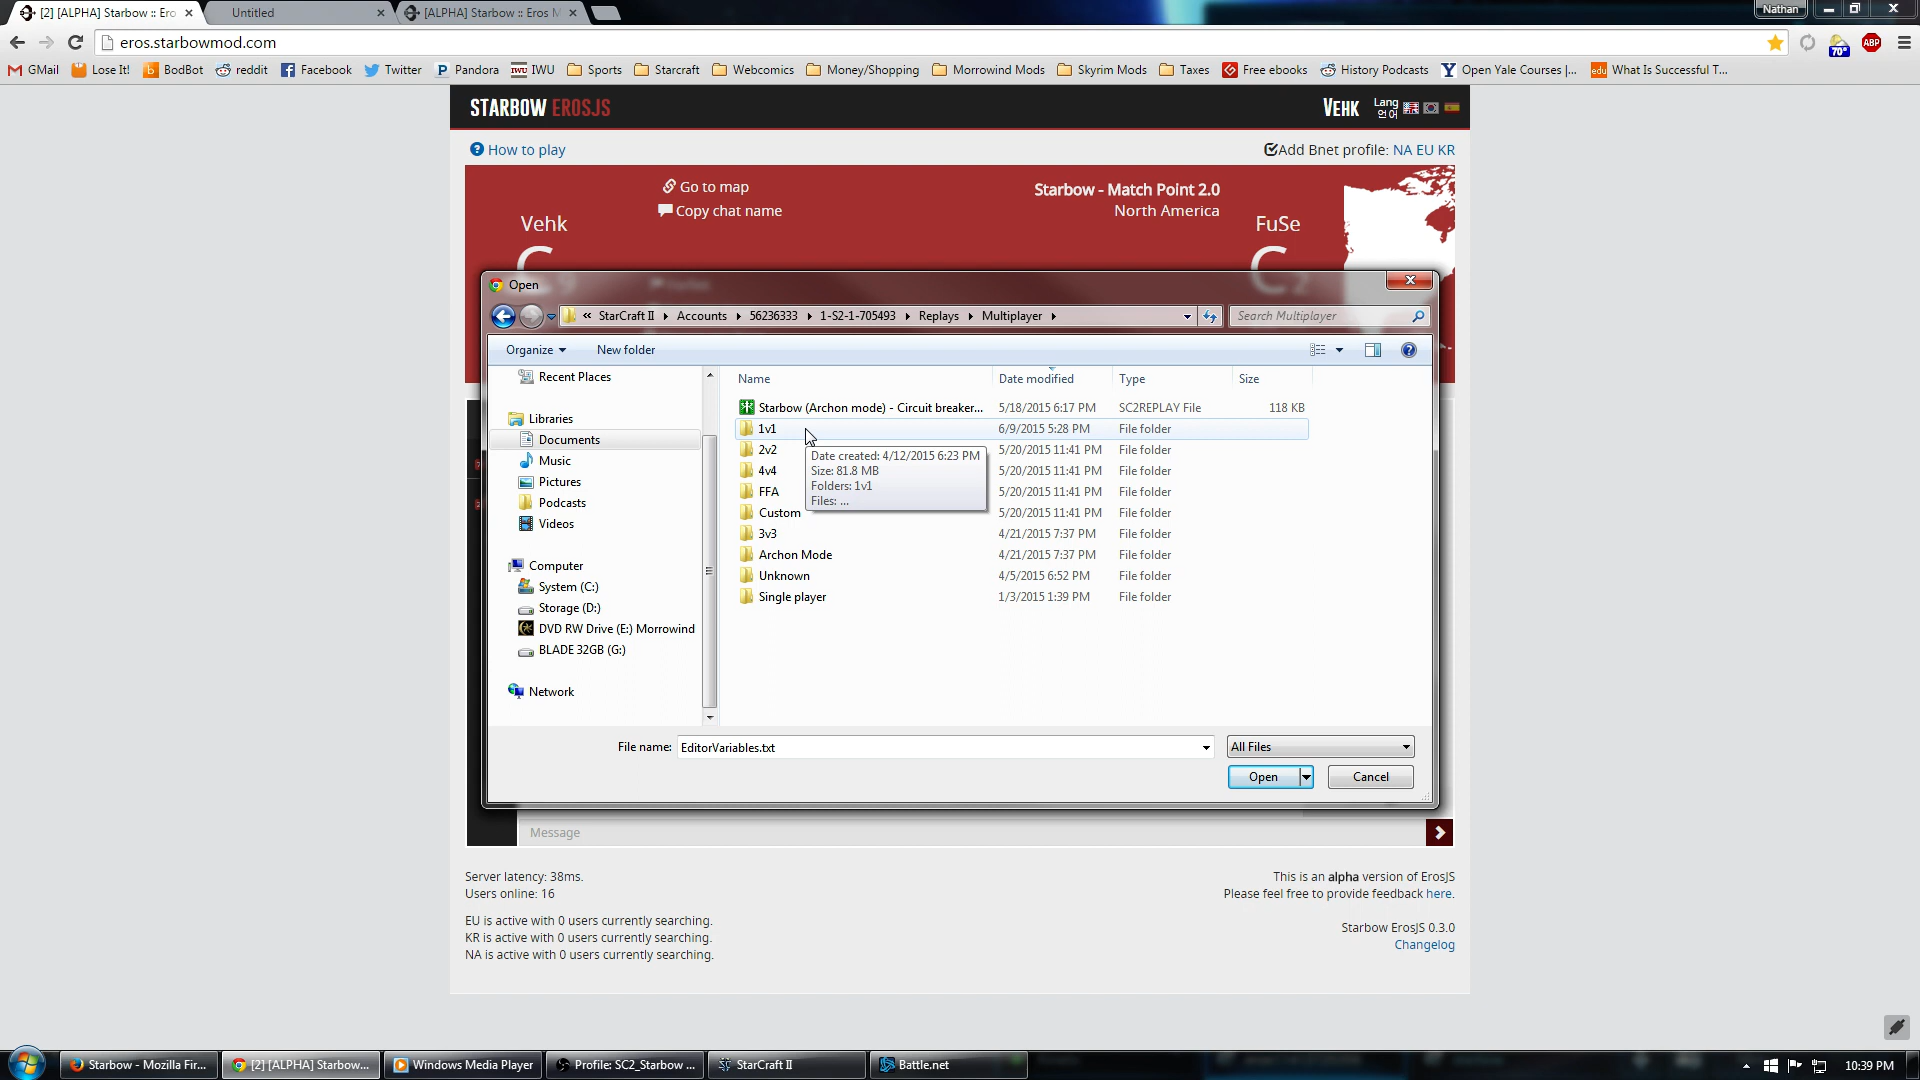 [2] [ALPHA] Starbow :: Ero
Untitled
[ALPHA] Starbow :: Eros M
Nathan
eros.starbowmod.com
70°
ABP
GMail
Lose It!
BodBot
reddit
Facebook
Twitter
Pandora
IWU
Sports
Starcraft
Webcomics
Money/Shopping
Morrowind Mods
Skyrim Mods
Taxes
Free ebooks
History Podcasts
Open Yale Courses |...
What Is Successful T...
STARBOW EROSJS
VEHK
Lang
언어
How to play
Add Bnet profile: NA EU KR
Go to map
Copy chat name
Starbow - Match Point 2.0
North America
Vehk
FuSe
C
C
Open
« StarCraft II
Accounts
56236333
1-S2-1-705493
Replays
Multiplayer
Search Multiplayer
Organize
New folder
Recent Places
Libraries
Documents
Music
Pictures
Podcasts
Videos
Computer
System (C:)
Storage (D:)
DVD RW Drive (E:) Morrowind
BLADE 32GB (G:)
Network
Name Date modified Type Size
Starbow (Archon mode) - Circuit breaker... 5/18/2015 6:17 PM SC2REPLAY File 118 KB
1v1 6/9/2015 5:28 PM File folder
2v2 5/20/2015 11:41 PM File folder
4v4 5/20/2015 11:41 PM File folder
FFA 5/20/2015 11:41 PM File folder
Custom 5/20/2015 11:41 PM File folder
3v3 4/21/2015 7:37 PM File folder
Archon Mode 4/21/2015 7:37 PM File folder
Unknown 4/5/2015 6:52 PM File folder
Single player 1/3/2015 1:39 PM File folder
Date created: 4/12/2015 6:23 PM
Size: 81.8 MB
Folders: 1v1
Files: ...
File name: EditorVariables.txt
All Files
Open
Cancel
Message
Server latency: 38ms.
Users online: 16
EU is active with 0 users currently searching.
KR is active with 0 users currently searching.
NA is active with 0 users currently searching.
This is an alpha version of ErosJS
Please feel free to provide feedback here.
Starbow ErosJS 0.3.0
Changelog
Starbow - Mozilla Fir...
[2] [ALPHA] Starbow...
Windows Media Player
Profile: SC2_Starbow ...
StarCraft II
Battle.net
10:39 PM